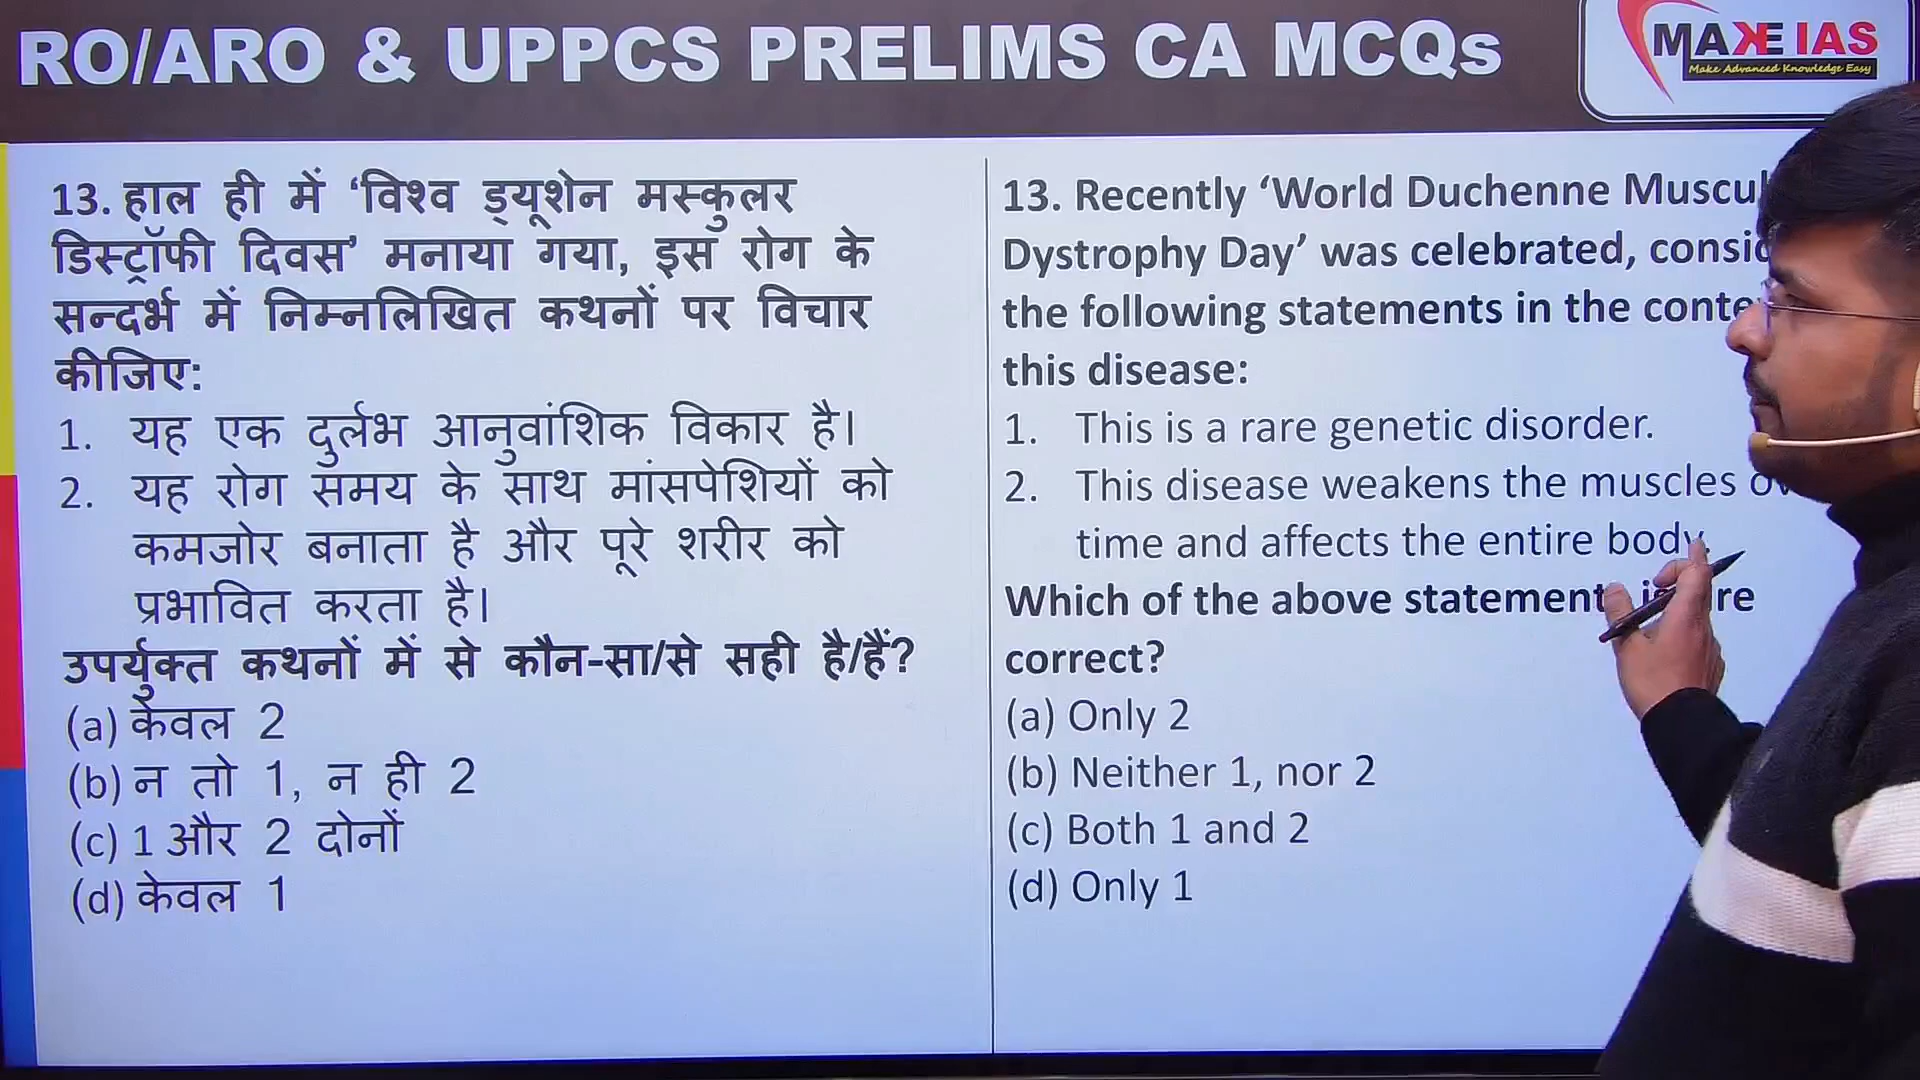 RO/ARO & UPPCS PRELIMS CA MCQs
MAKE IAS
Make Advanced Knowledge Easy
13. हाल ही में ‘विश्व ड्यूशेन मस्कुलर
डिस्ट्रॉफी दिवस’ मनाया गया, इस रोग के
सन्दर्भ में निम्नलिखित कथनों पर विचार
कीजिए:
1. यह एक दुर्लभ आनुवांशिक विकार है।
2. यह रोग समय के साथ मांसपेशियों को
कमजोर बनाता है और पूरे शरीर को
प्रभावित करता है।
उपर्युक्त कथनों में से कौन-सा/से सही है/हैं?
(a) केवल 2
(b) न तो 1, न ही 2
(c) 1 और 2 दोनों
(d) केवल 1
13. Recently ‘World Duchenne
Dystrophy Day’ was celebrated,
the following statements in the
this disease:
1. This is a rare genetic disorder.
2. This disease weakens the muscles
time and affects the entire body.
Which of the above
correct?
(a) Only 2
(b) Neither 1, nor 2
(c) Both 1 and 2
(d) Only 1